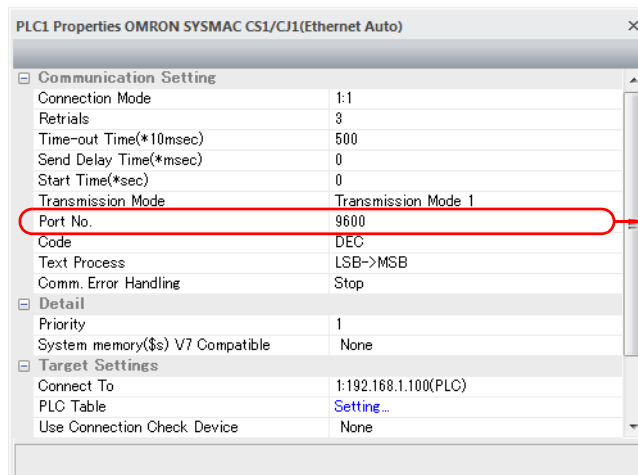 PLC1 Properties OMRON SYSMAC CS1/CJ1(Ethernet Auto)
Communication Setting
Connection Mode 1:1
Retrials 3
Time-out Time(*10msec) 500
Send Delay Time(*msec) 0
Start Time(*sec) 0
Transmission Mode Transmission Mode 1
Port No. 9600
Code DEC
Text Process LSB->MSB
Comm. Error Handling Stop
Detail
Priority 1
System memory($s) V7 Compatible None
Target Settings
Connect To 1:192.168.1.100(PLC)
PLC Table Setting...
Use Connection Check Device None